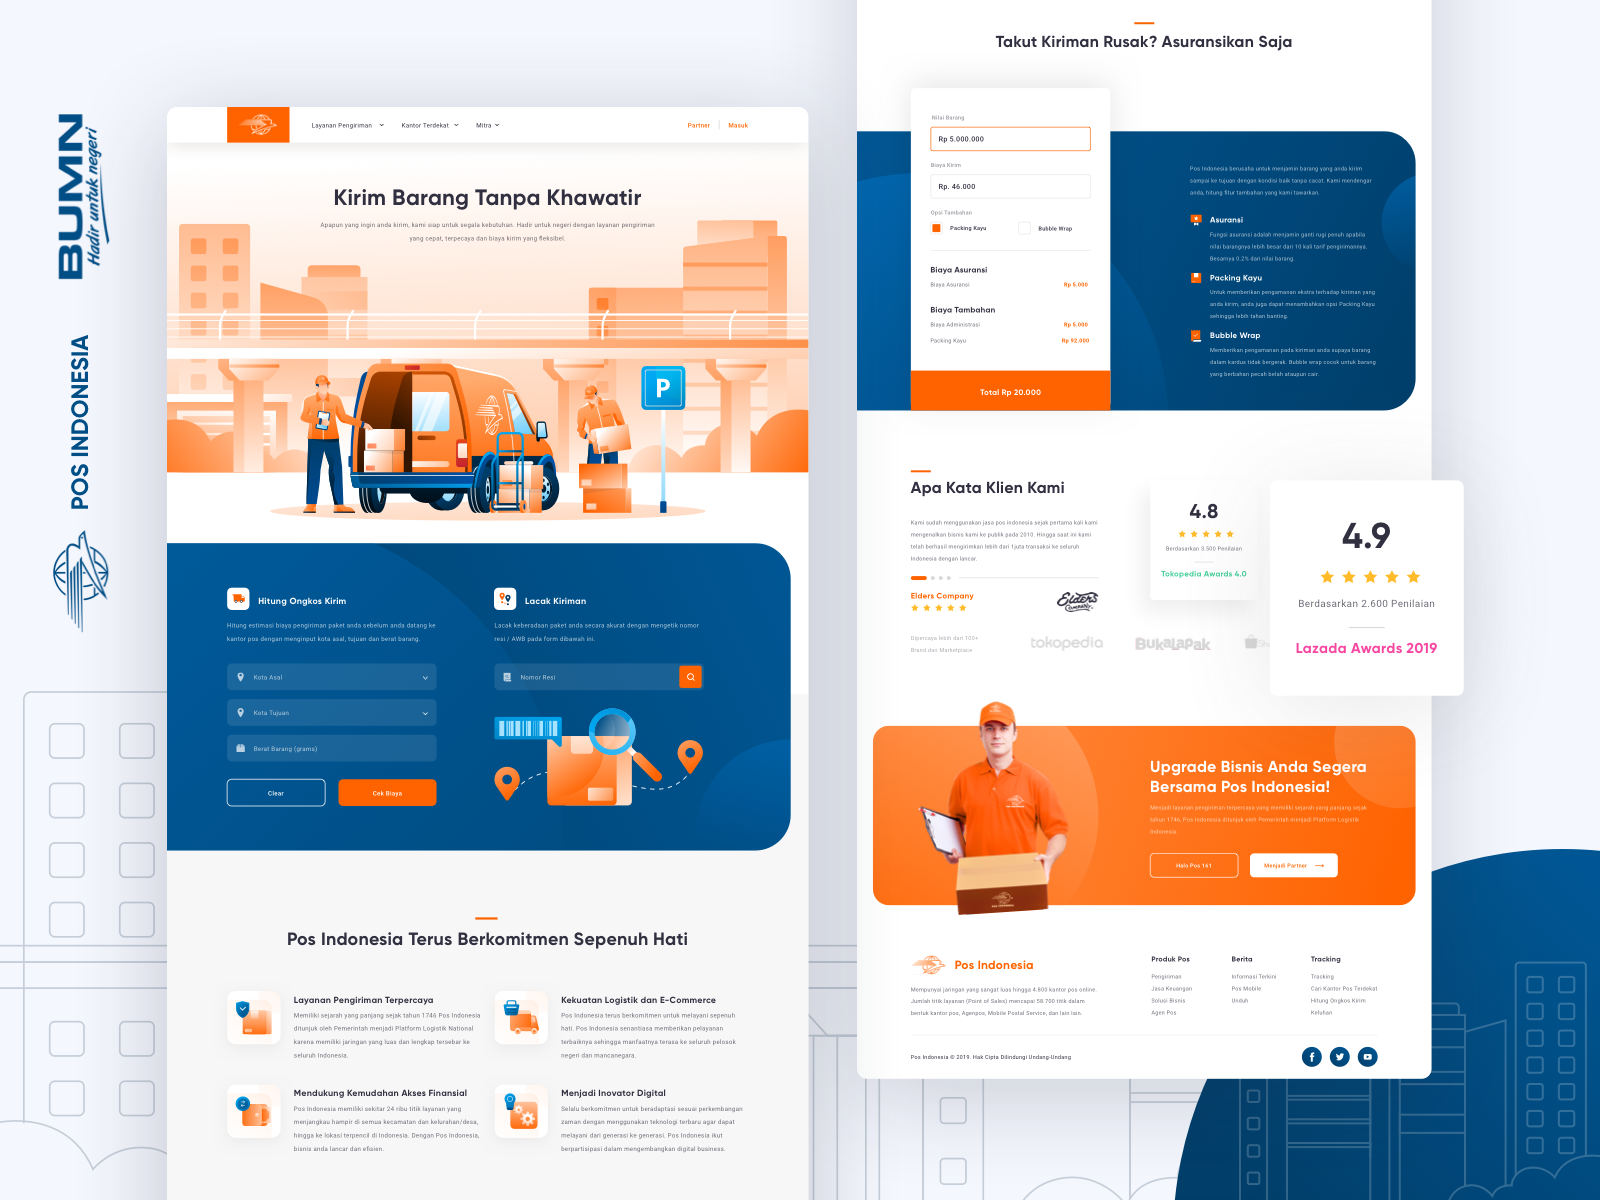 BUMN
Hadir untuk negeri
POS INDONESIA
Layanan Pengiriman
Kantor Terdekat
Mitra
Partner
Masuk
Kirim Barang Tanpa Khawatir
Apapun yang ingin anda kirim, kami siap untuk segala kebutuhan. Hadir untuk negeri dengan layanan pengiriman
yang cepat, terpecaya dan biaya kirim yang fleksibel.
P
Hitung Ongkos Kirim
Hitung estimasi biaya pengiriman paket anda sebelum anda datang ke
kantor pos dengan menginput kota asal, tujuan dan berat barang.
Kota Asal
Kota Tujuan
Berat Barang (grams)
Clear
Cek Biaya
Lacak Kiriman
Lacak keberadaan paket anda secara akurat dengan mengetik nomor
resi / AWB pada form dibawah ini.
Nomor Resi
Pos Indonesia Terus Berkomitmen Sepenuh Hati
Layanan Pengiriman Terpercaya
Memiliki sejarah yang panjang sejak tahun 1746 Pos Indonesia
ditunjuk oleh Pemerintah menjadi Platform Logistik National
karena memiliki jaringan yang luas dan lengkap tersebar ke
seluruh Indonesia.
Kekuatan Logistik dan E-Commerce
Pos Indonesia terus berkomitmen untuk melayani sepenuh
hati. Pos Indonesia senantiasa memberikan pelayanan
terbaiknya sehingga manfaatnya terasa ke seluruh pelosok
negeri dan mancanegara.
Mendukung Kemudahan Akses Finansial
Pos Indonesia memiliki sekitar 24 ribu titik layanan yang
menjangkau hampir di semua kecamatan dan kelurahan/desa,
hingga ke lokasi terpencil di Indonesia. Dengan Pos Indonesia,
bisnis anda lancar dan efisien.
Menjadi Inovator Digital
Selalu berkomitmen untuk beradaptasi sesuai perkembangan
zaman dengan menggunakan teknologi terbaru agar dapat
melayani dari generasi ke generasi. Pos Indonesia ikut
berpartisipasi dalam mengembangkan digital business.
Takut Kiriman Rusak? Asuransikan Saja
Nilai Barang
Rp 5.000.000
Biaya Kirim
Rp. 46.000
Opsi Tambahan
Packing Kayu
Bubble Wrap
Biaya Asuransi
Biaya Asuransi
Rp 5.000
Biaya Tambahan
Biaya Administrasi
Rp 5.000
Packing Kayu
Rp 92.000
Total Rp 20.000
Pos Indonesia berusaha untuk menjamin barang yang anda kirim
sampai ke tujuan dengan kondisi baik tanpa cacat. Kami mendengar
anda, hitung fitur tambahan yang kami tawarkan.
Asuransi
Fungsi asuransi adalah menjamin ganti rugi penuh apabila
nilai barangnya lebih besar dari 10 kali tarif pengirimannya.
Besarnya 0.2% dari nilai barang.
Packing Kayu
Untuk memberikan pengamanan ekstra terhadap kiriman yang
anda kirim, anda juga dapat menambahkan opsi Packing Kayu
sehingga lebih tahan banting.
Bubble Wrap
Memberikan pengamanan pada kiriman anda supaya barang
dalam kardus tidak bergerak. Bubble wrap cocok untuk barang
yang berbahan pecah belah ataupun cair.
Apa Kata Klien Kami
Kami sudah menggunakan jasa pos indonesia sejak pertama kali kami
mengenalkan bisnis kami ke publik pada 2010. Hingga saat ini kami
telah berhasil mengirimkan lebih dari 1 juta transaksi ke seluruh
Indonesia dengan lancar.
Elders Company
Elders
Company
Dipercaya lebih dari 100+
Brand dan Marketplace
tokopedia
BukaLapak
Sho
4.8
Berdasarkan 3.500 Penilaian
Tokopedia Awards 4.0
4.9
Berdasarkan 2.600 Penilaian
Lazada Awards 2019
Upgrade Bisnis Anda Segera
Bersama Pos Indonesia!
Menjadi layanan pengiriman terpercaya yang memiliki sejarah yang panjang sejak
tahun 1746, Pos Indonesia ditunjuk oleh Pemerintah menjadi Platform Logistik
Indonesia.
Halo Pos 161
Menjadi Partner
POS INDONESIA
Pos Indonesia
Mempunyai jaringan yang sangat luas hingga 4.800 kantor pos online.
Jumlah titik layanan (Point of Sales) mencapai 58.700 titik dalam
bentuk kantor pos, Agenpos, Mobile Postal Service, dan lain lain.
Produk Pos
Pengiriman
Jasa Keuangan
Solusi Bisnis
Agen Pos
Berita
Informasi Terkini
Pos Mobile
Unduh
Tracking
Tracking
Cari Kantor Pos Terdekat
Hitung Ongkos Kirim
Keluhan
Pos Indonesia © 2019. Hak Cipta Dilindungi Undang-Undang